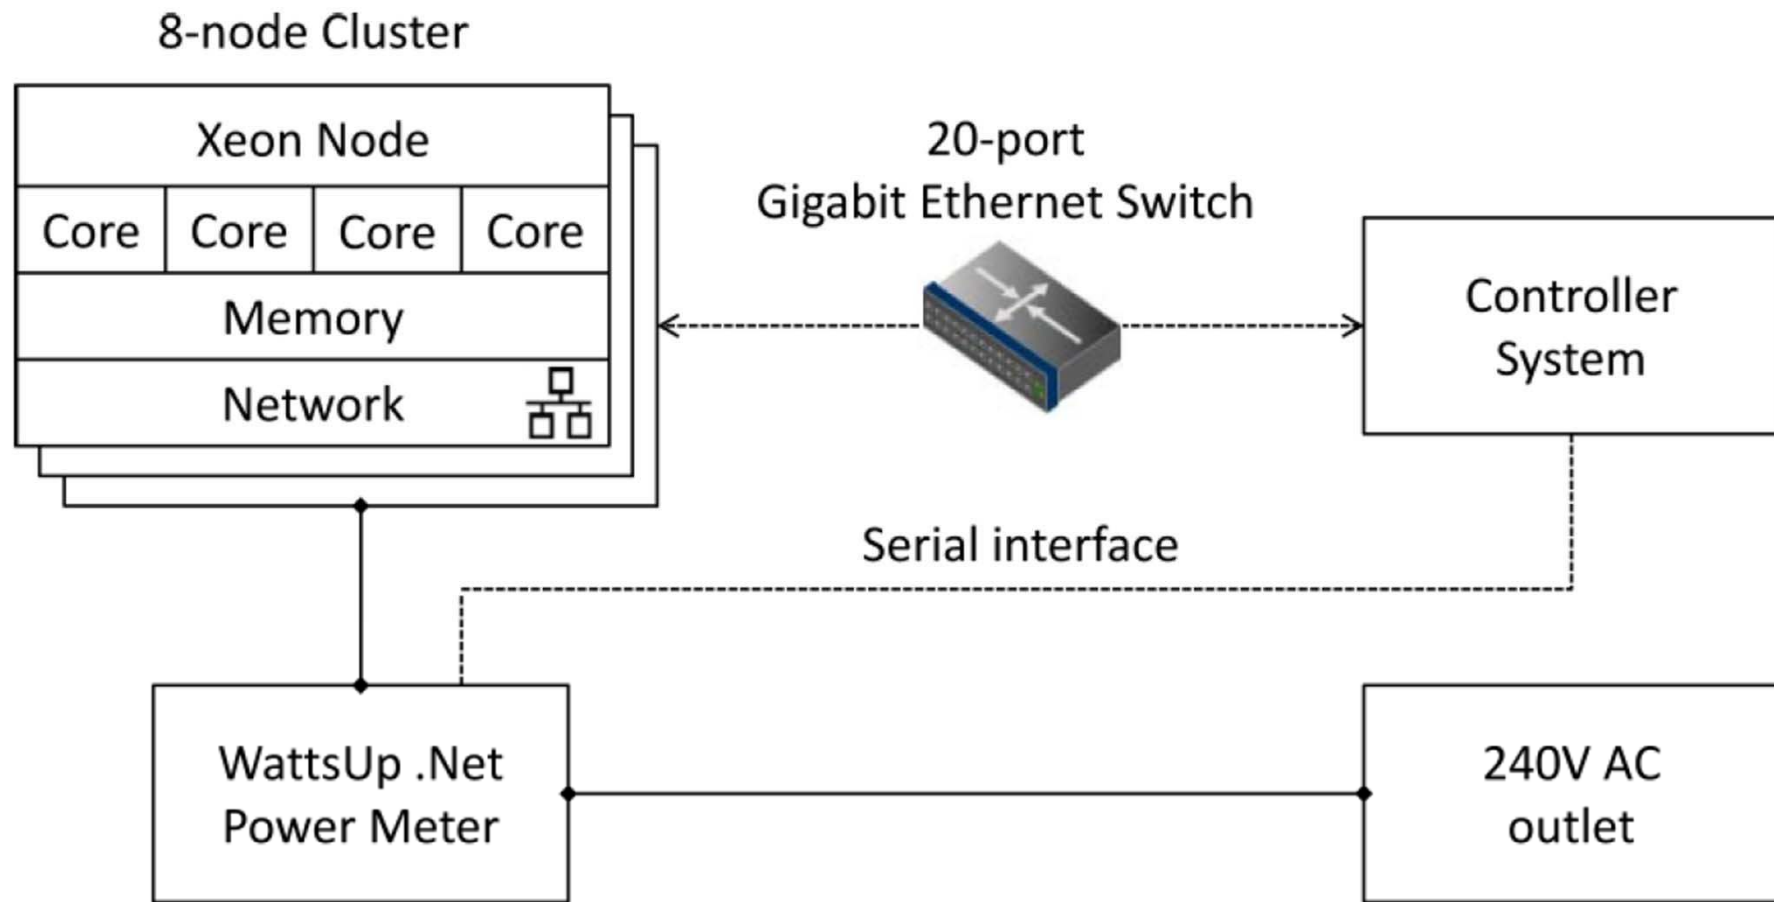 8-node Cluster
Xeon Node
Core Core Core Core
Memory
Network
20-port
Gigabit Ethernet Switch
Controller
System
Serial interface
WattsUp .Net
Power Meter
240V AC
outlet